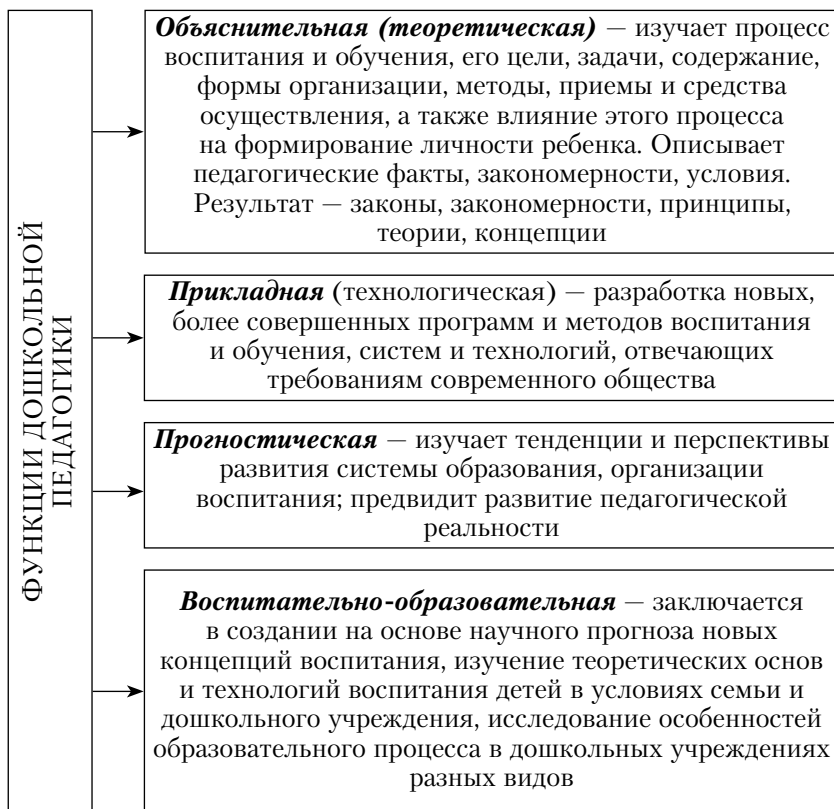 ФУНКЦИИ ДОШКОЛЬНОЙ
ПЕДАГОГИКИ
Объяснительная (теоретическая) — изучает процесс
воспитания и обучения, его цели, задачи, содержание,
формы организации, методы, приемы и средства
осуществления, а также влияние этого процесса
на формирование личности ребенка. Описывает
педагогические факты, закономерности, условия.
Результат — законы, закономерности, принципы,
теории, концепции
Прикладная (технологическая) — разработка новых,
более совершенных программ и методов воспитания
и обучения, систем и технологий, отвечающих
требованиям современного общества
Прогностическая — изучает тенденции и перспективы
развития системы образования, организации
воспитания; предвидит развитие педагогической
реальности
Воспитательно-образовательная — заключается
в создании на основе научного прогноза новых
концепций воспитания, изучение теоретических основ
и технологий воспитания детей в условиях семьи и
дошкольного учреждения, исследование особенностей
образовательного процесса в дошкольных учреждениях
разных видов